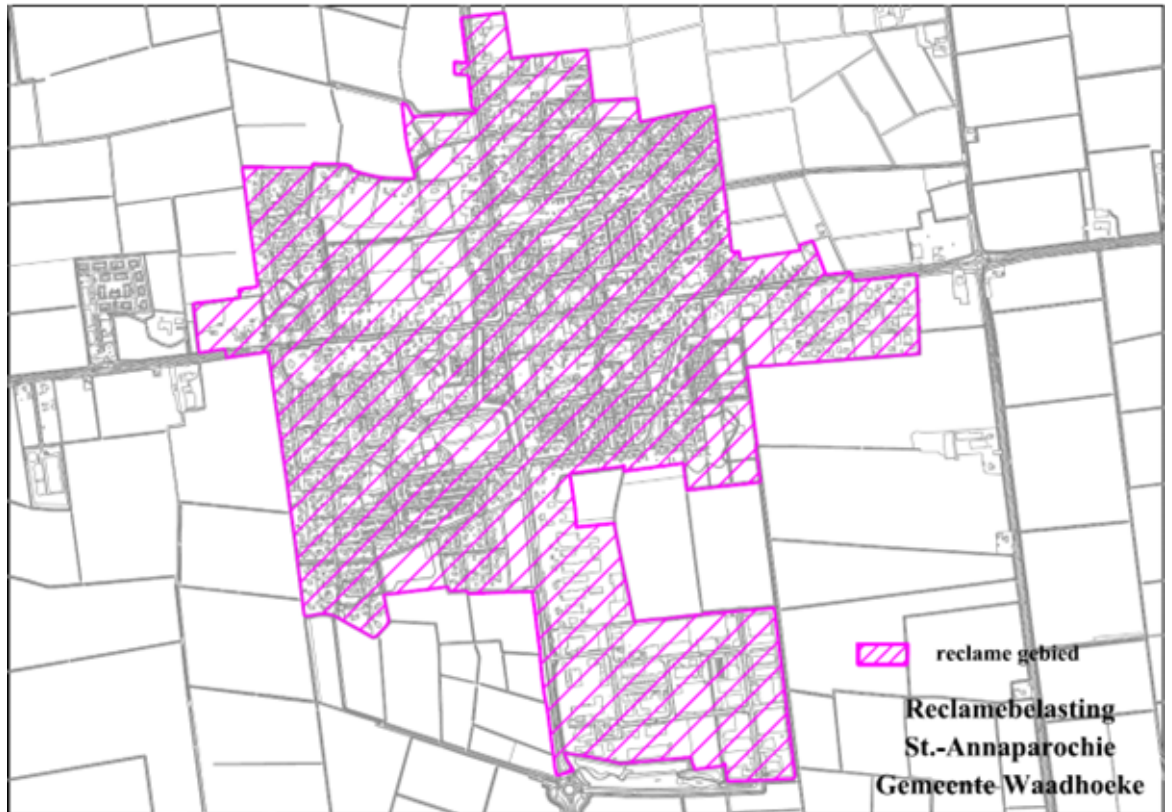 reclame gebied
Reclamebelasting
St.-Annaparochie
Gemeente Waadhoeke